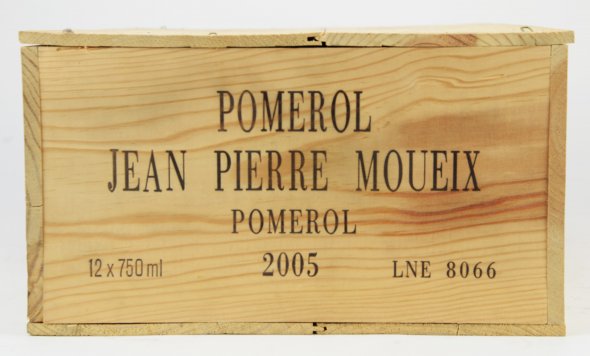 POMEROL
JEAN PIERRE MOUEIX
POMEROL
12 x 750 ml 2005 LNE 8066